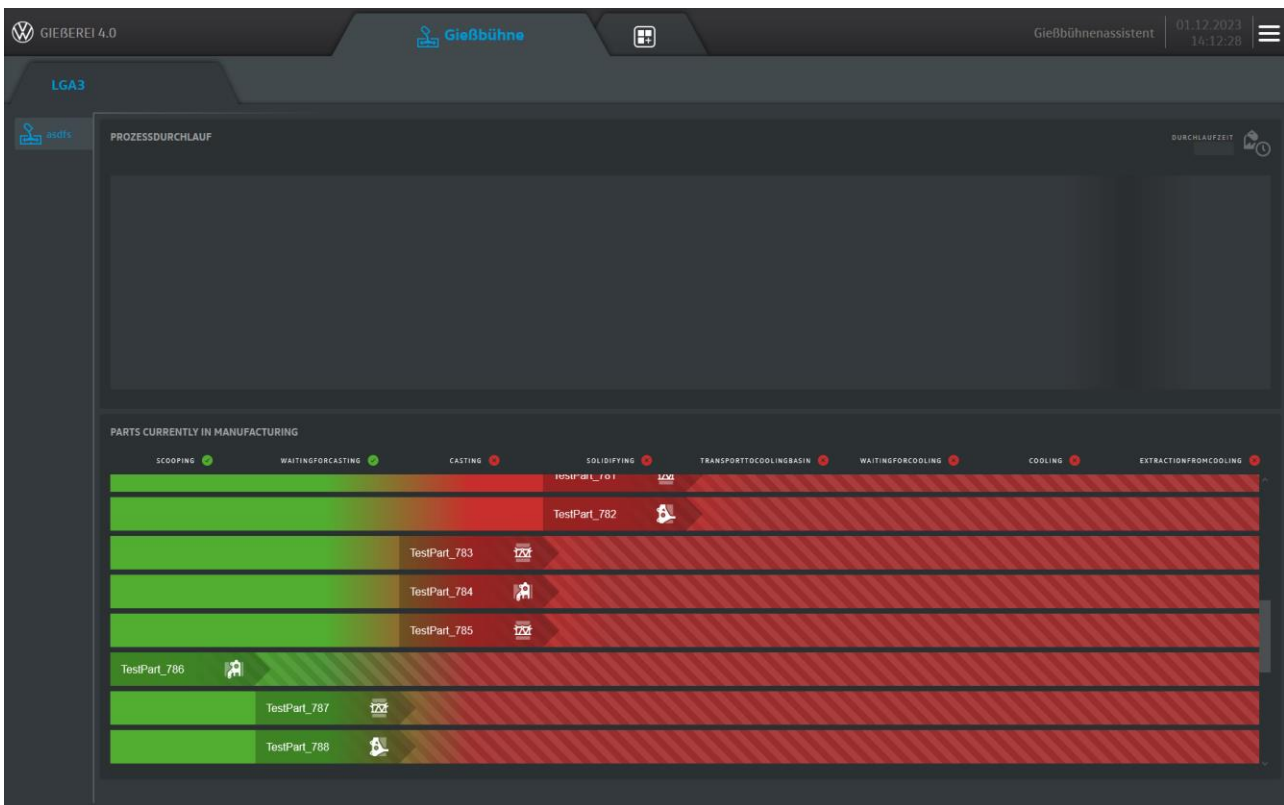 GIEßEREI 4.0
Gießbühne
Gießbühnenassistent
01.12.2023
14:12:28
LGA3
asdfs
PROZESSDURCHLAUF
DURCHLAUFZEIT
PARTS CURRENTLY IN MANUFACTURING
SCOOPING WAITINGFORCASTING CASTING SOLIDIFYING TRANSPORTTOCOOLINGBASIN WAITINGFORCOOLING COOLING EXTRACTIONFROMCOOLING
TestPart_781
TestPart_782
TestPart_783
TestPart_784
TestPart_785
TestPart_786
TestPart_787
TestPart_788